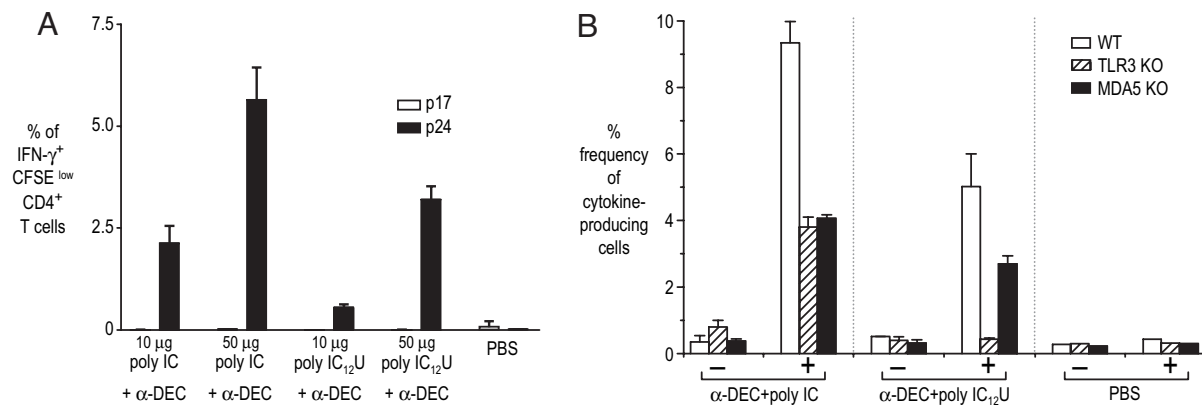 A
7.5
5.0
2.5
0
% of
IFN-γ+
CFSE low
CD4+
T cells
p17
p24
10 µg
poly IC
+ α-DEC
50 µg
poly IC
+ α-DEC
10 µg
poly IC12U
+ α-DEC
50 µg
poly IC12U
+ α-DEC
PBS
B
10
8
6
4
2
0
%
frequency
of
cytokine-
producing
cells
WT
TLR3 KO
MDA5 KO
− +
α-DEC+poly IC
− +
α-DEC+poly IC12U
− +
PBS